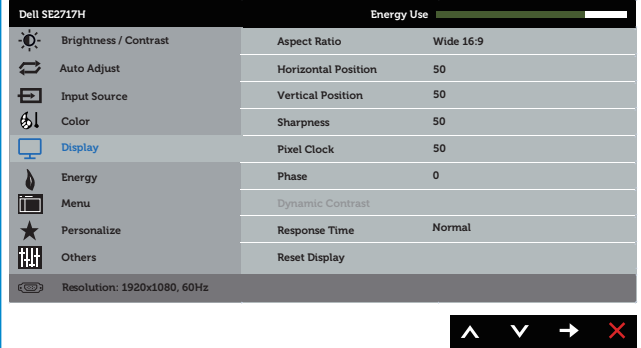 Dell SE2717H Energy Use
Brightness / Contrast Aspect Ratio Wide 16:9
Auto Adjust Horizontal Position 50
Input Source Vertical Position 50
Color Sharpness 50
Display Pixel Clock 50
Energy Phase 0
Menu Dynamic Contrast
Personalize Response Time Normal
Others Reset Display
Resolution: 1920x1080, 60Hz